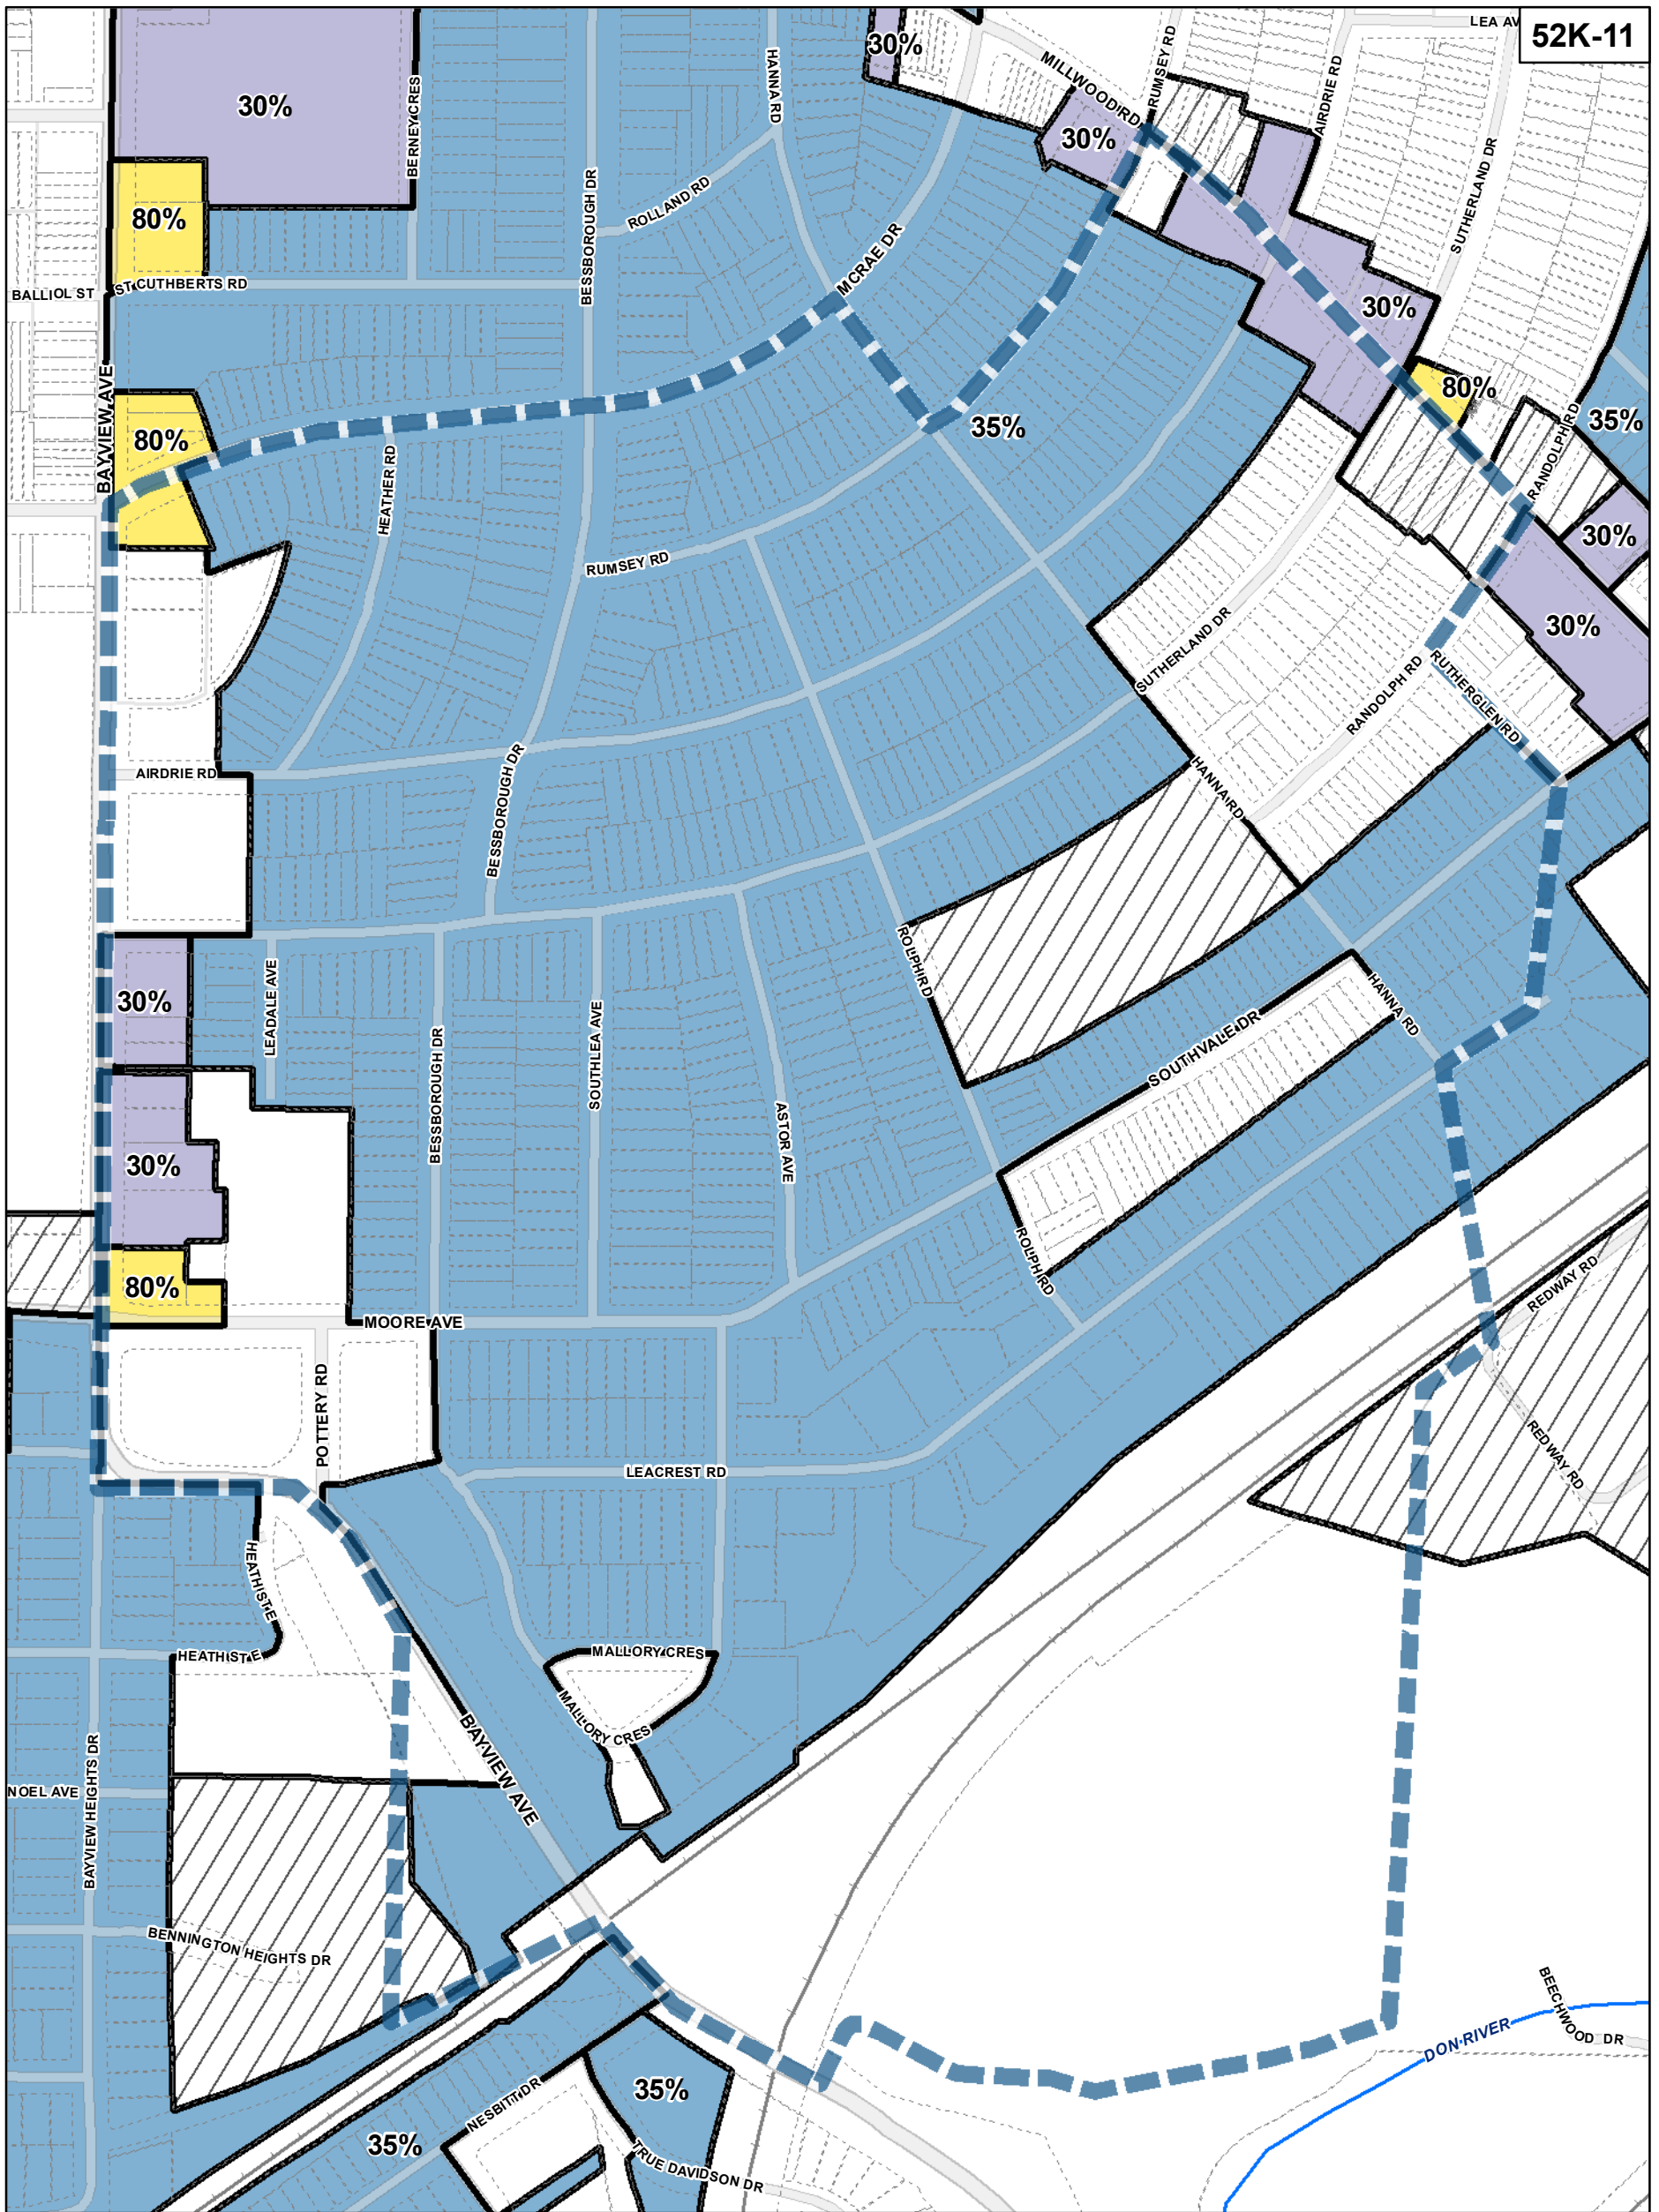 52K-11
LEA AV
30%
MILLWOOD RD
RUMSEY RD
AIRDRIE RD
HANNA RD
BERNEY CRES
30%
30%
SUTHERLAND DR
ROLLAND RD
BESSBOROUGH DR
80%
MCRAE DR
ST CUTHBERTS RD
BALLIOL ST
30%
80%
BAYVIEW AVE
80%
35%
35%
RANDOLPH RD
HEATHER RD
30%
RUMSEY RD
30%
SUTHERLAND DR
RANDOLPH RD
RUTHERGLEN RD
AIRDRIE RD
BESSBOROUGH DR
HANNA RD
ROLPH RD
30%
LEADALE AVE
SOUTHLEA AVE
HANNA RD
SOUTHVALE DR
BESSBOROUGH DR
ASTOR AVE
30%
ROLPH RD
80%
REDWAY RD
MOORE AVE
POTTERY RD
LEACREST RD
REDWAY RD
HEATH ST E
HEATH ST E
MALLORY CRES
MALLORY CRES
BAYVIEW AVE
NOEL AVE
BAYVIEW HEIGHTS DR
BENNINGTON HEIGHTS DR
BEECHWOOD DR
DON RIVER
35%
NESBITT DR
35%
TRUE DAVIDSON DR